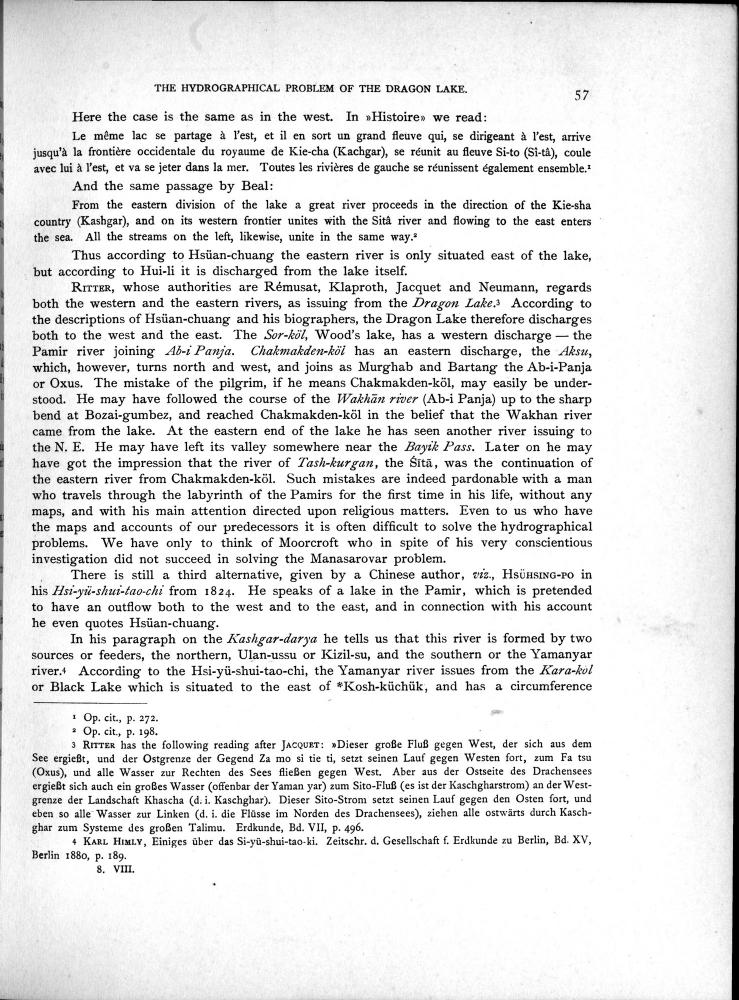 THE HYDROGRAPHICAL PROBLEM OF THE DRAGON LAKE.
57
Here the case is the same as in the west. In »Histoire» we read:
Le même lac se partage à l'est, et il en sort un grand fleuve qui, se dirigeant à l'est, arrive
jusqu'à la frontière occidentale du royaume de Kie-cha (Kachgar), se réunit au fleuve Si-to (Sî-tâ), coule
avec lui à l'est, et va se jeter dans la mer. Toutes les rivières de gauche se réunissent également ensemble.¹
And the same passage by Beal:
From the eastern division of the lake a great river proceeds in the direction of the Kie-sha
country (Kashgar), and on its western frontier unites with the Sitâ river and flowing to the east enters
the sea. All the streams on the left, likewise, unite in the same way.²
Thus according to Hsüan-chuang the eastern river is only situated east of the lake,
but according to Hui-li it is discharged from the lake itself.
RITTER, whose authorities are Rémusat, Klaproth, Jacquet and Neumann, regards
both the western and the eastern rivers, as issuing from the Dragon Lake.³ According to
the descriptions of Hsüan-chuang and his biographers, the Dragon Lake therefore discharges
both to the west and the east. The Sor-köl, Wood's lake, has a western discharge — the
Pamir river joining Ab-i Panja. Chakmakden-köl has an eastern discharge, the Aksu,
which, however, turns north and west, and joins as Murghab and Bartang the Ab-i-Panja
or Oxus. The mistake of the pilgrim, if he means Chakmakden-köl, may easily be under-
stood. He may have followed the course of the Wakhān river (Ab-i Panja) up to the sharp
bend at Bozai-gumbez, and reached Chakmakden-köl in the belief that the Wakhan river
came from the lake. At the eastern end of the lake he has seen another river issuing to
the N. E. He may have left its valley somewhere near the Bayik Pass. Later on he may
have got the impression that the river of Tash-kurgan, the Śītā, was the continuation of
the eastern river from Chakmakden-köl. Such mistakes are indeed pardonable with a man
who travels through the labyrinth of the Pamirs for the first time in his life, without any
maps, and with his main attention directed upon religious matters. Even to us who have
the maps and accounts of our predecessors it is often difficult to solve the hydrographical
problems. We have only to think of Moorcroft who in spite of his very conscientious
investigation did not succeed in solving the Manasarovar problem.
There is still a third alternative, given by a Chinese author, viz., HSÜHSING-PO in
his Hsi-yü-shui-tao-chi from 1824. He speaks of a lake in the Pamir, which is pretended
to have an outflow both to the west and to the east, and in connection with his account
he even quotes Hsüan-chuang.
In his paragraph on the Kashgar-darya he tells us that this river is formed by two
sources or feeders, the northern, Ulan-ussu or Kizil-su, and the southern or the Yamanyar
river.⁴ According to the Hsi-yü-shui-tao-chi, the Yamanyar river issues from the Kara-kol
or Black Lake which is situated to the east of *Kosh-küchük, and has a circumference
¹ Op. cit., p. 272.
² Op. cit., p. 198.
3 RITTER has the following reading after JACQUET: »Dieser große Fluß gegen West, der sich aus dem
See ergießt, und der Ostgrenze der Gegend Za mo si tie ti, setzt seinen Lauf gegen Westen fort, zum Fa tsu
(Oxus), und alle Wasser zur Rechten des Sees fließen gegen West. Aber aus der Ostseite des Drachensees
ergießt sich auch ein großes Wasser (offenbar der Yaman yar) zum Sito-Fluß (es ist der Kaschgharstrom) an der West-
grenze der Landschaft Khascha (d. i. Kaschghar). Dieser Sito-Strom setzt seinen Lauf gegen den Osten fort, und
eben so alle Wasser zur Linken (d. i. die Flüsse im Norden des Drachensees), ziehen alle ostwärts durch Kasch-
ghar zum Systeme des großen Talimu. Erdkunde, Bd. VII, p. 496.
4 KARL HIMLY, Einiges über das Si-yü-shui-tao-ki. Zeitschr. d. Gesellschaft f. Erdkunde zu Berlin, Bd. XV,
Berlin 1880, p. 189.
8. VIII.